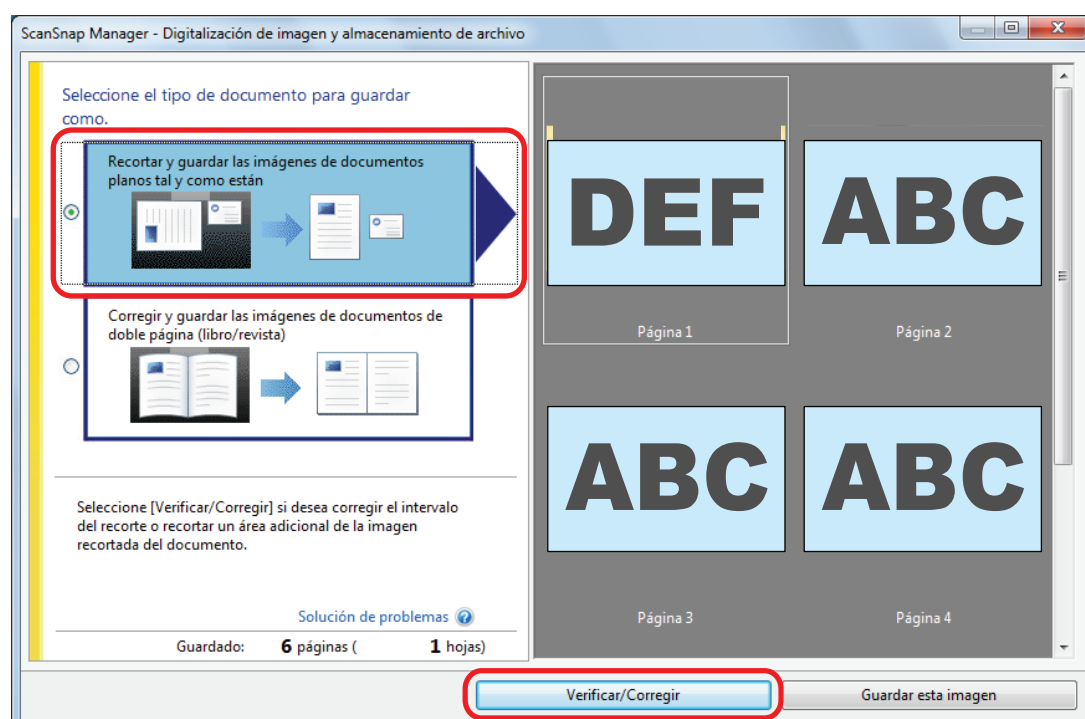 ScanSnap Manager - Digitalización de imagen y almacenamiento de archivo
Seleccione el tipo de documento para guardar
como.
Recortar y guardar las imágenes de documentos
planos tal y como están
Corregir y guardar las imágenes de documentos de
doble página (libro/revista)
Seleccione [Verificar/Corregir] si desea corregir el intervalo
del recorte o recortar un área adicional de la imagen
recortada del documento.
Solución de problemas
Guardado: 6 páginas ( 1 hojas)
DEF
ABC
Página 1
Página 2
ABC
ABC
Página 3
Página 4
Verificar/Corregir
Guardar esta imagen